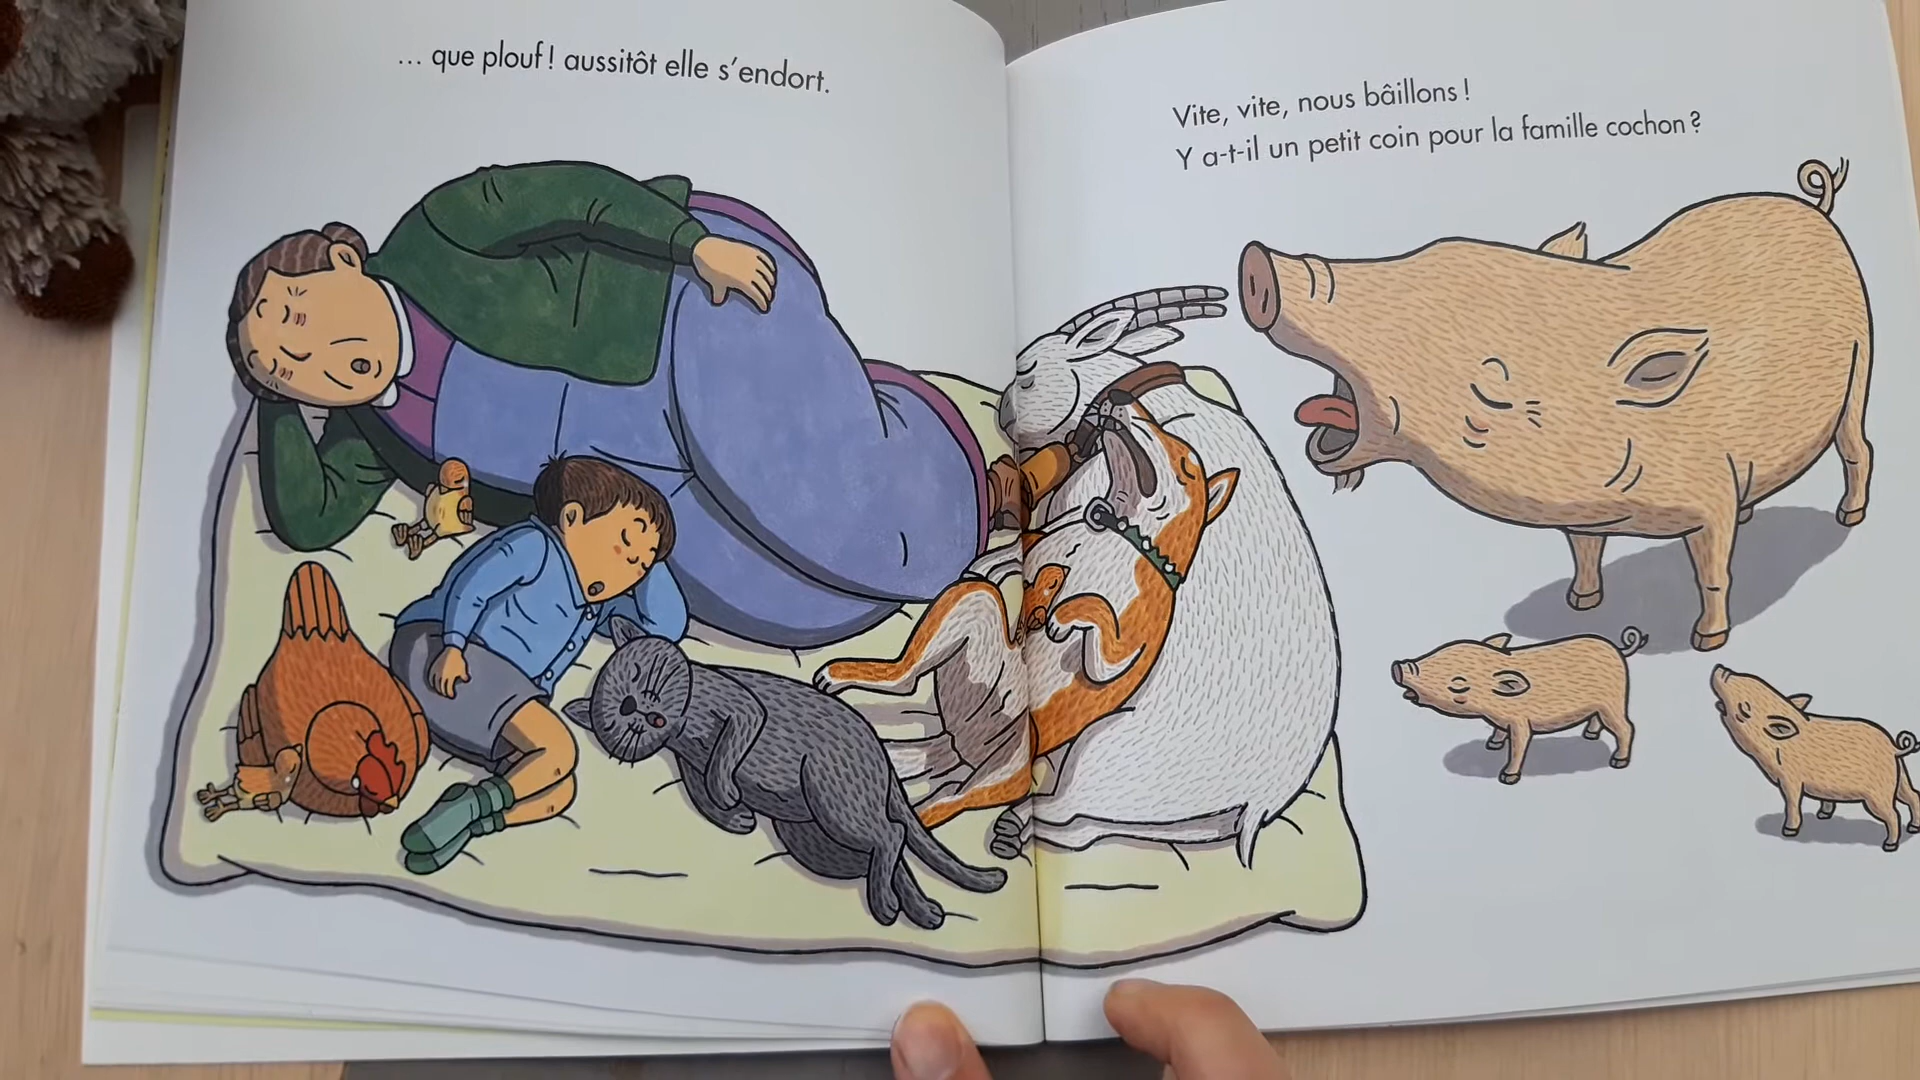 … que plouf ! aussitôt elle s’endort.
Vite, vite, nous bâillons !
Y a-t-il un petit coin pour la famille cochon ?